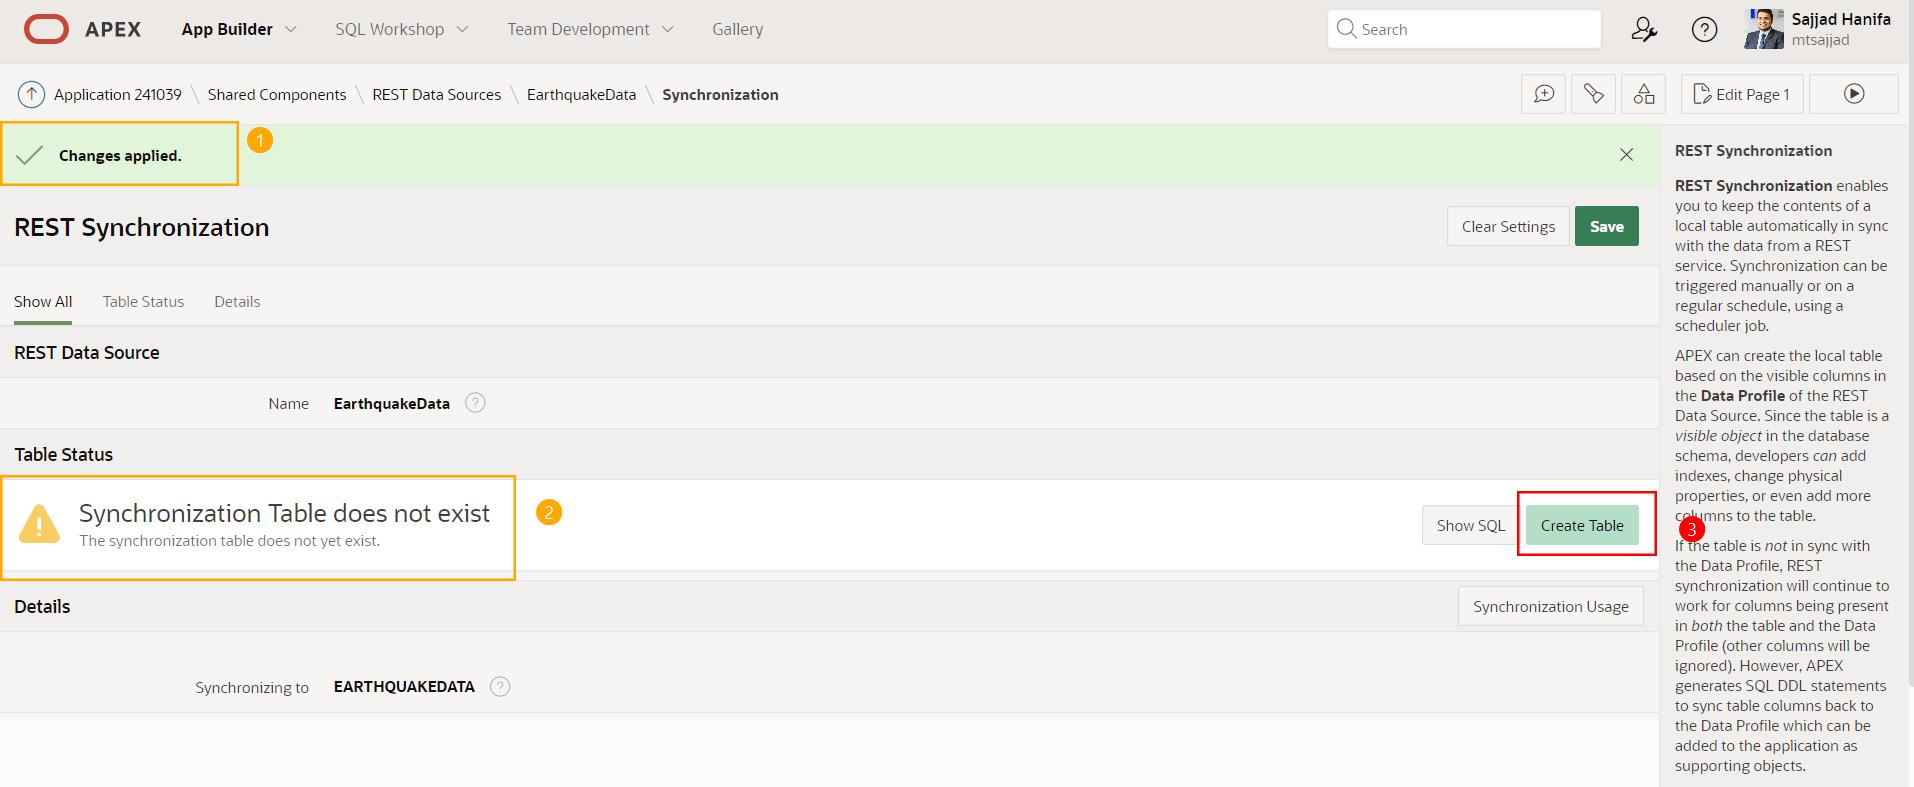 APEX
App Builder
SQL Workshop
Team Development
Gallery
Search
Sajjad Hanifa
mtsajjad
Application 241039 \ Shared Components \ REST Data Sources \ EarthquakeData \ Synchronization
Edit Page 1
Changes applied.
1
REST Synchronization
Clear Settings
Save
Show All
Table Status
Details
REST Data Source
Name
EarthquakeData
?
Table Status
Synchronization Table does not exist
The synchronization table does not yet exist.
2
Show SQL
Create Table
3
Details
Synchronization Usage
Synchronizing to
EARTHQUAKEDATA
?
REST Synchronization
REST Synchronization enables
you to keep the contents of a
local table automatically in sync
with the data from a REST
service. Synchronization can be
triggered manually or on a
regular schedule, using a
scheduler job.
APEX can create the local table
based on the visible columns in
the Data Profile of the REST
Data Source. Since the table is a
visible object in the database
schema, developers can add
indexes, change physical
properties, or even add more
columns to the table.
If the table is not in sync with
the Data Profile, REST
synchronization will continue to
work for columns being present
in both the table and the Data
Profile (other columns will be
ignored). However, APEX
generates SQL DDL statements
to sync table columns back to
the Data Profile which can be
added to the application as
supporting objects.